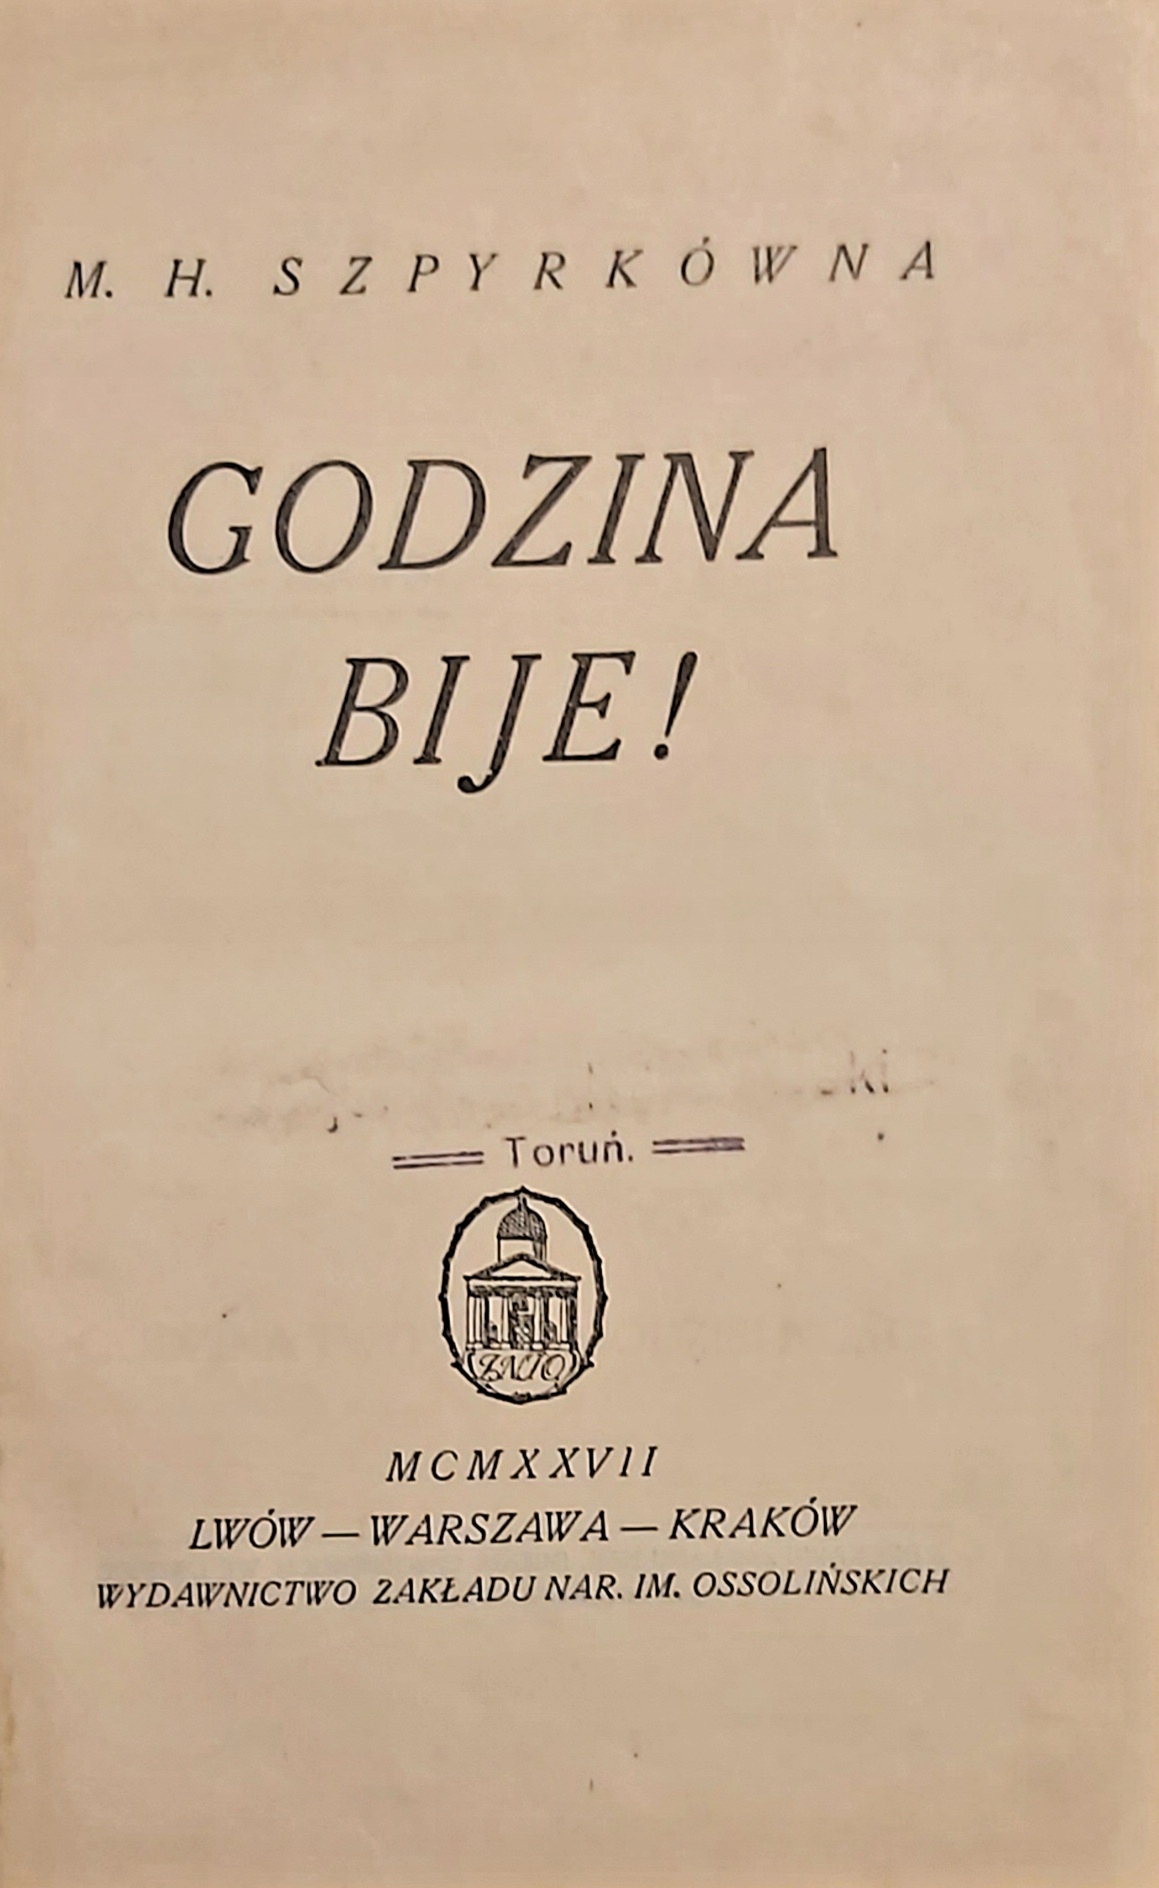 M. H. SZPYRKÓWNA
GODZINA
BIJE!
Toruń.
ZNIO
MCMXXVII
LWÓW — WARSZAWA — KRAKÓW
WYDAWNICTWO ZAKŁADU NAR. IM. OSSOLIŃSKICH